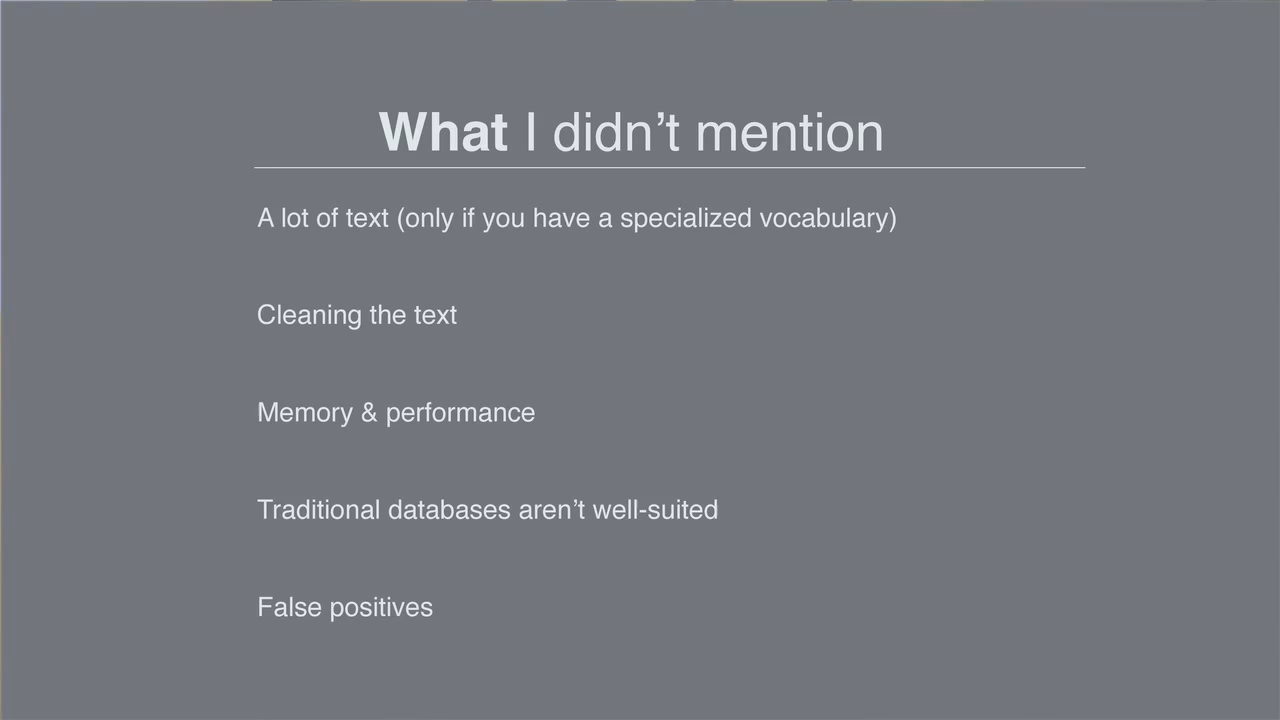 What I didn’t mention
A lot of text (only if you have a specialized vocabulary)
Cleaning the text
Memory & performance
Traditional databases aren’t well-suited
False positives